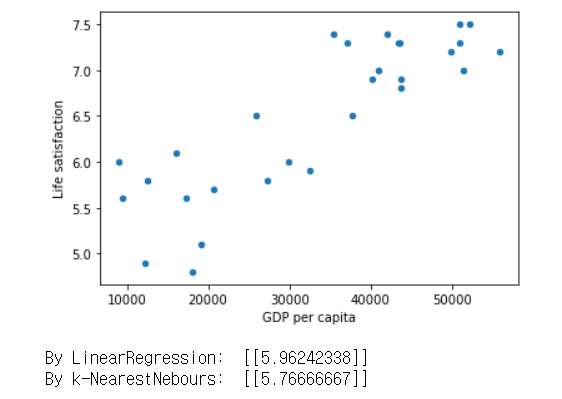 7.5
7.0
6.5
6.0
5.5
5.0
Life satisfaction
10000 20000 30000 40000 50000
GDP per capita
By LinearRegression: [[5.96242338]]
By k-NearestNebours: [[5.76666667]]